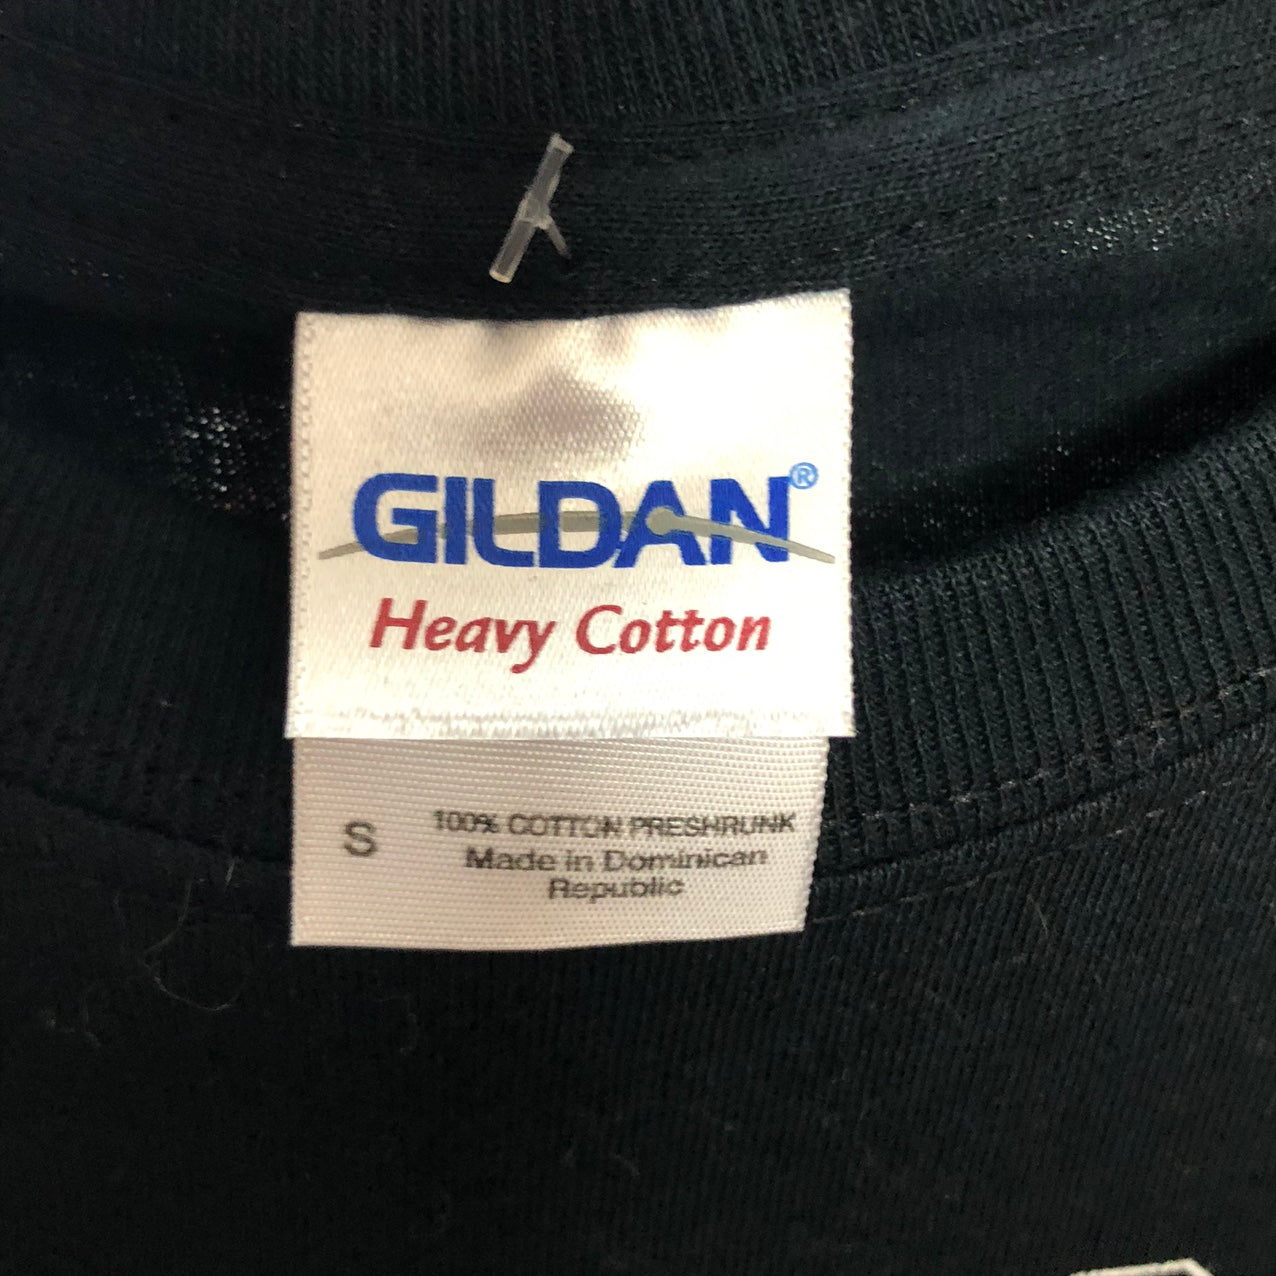 GILDAN®
Heavy Cotton
S
100% COTTON PRESHRUNK
Made in Dominican
Republic